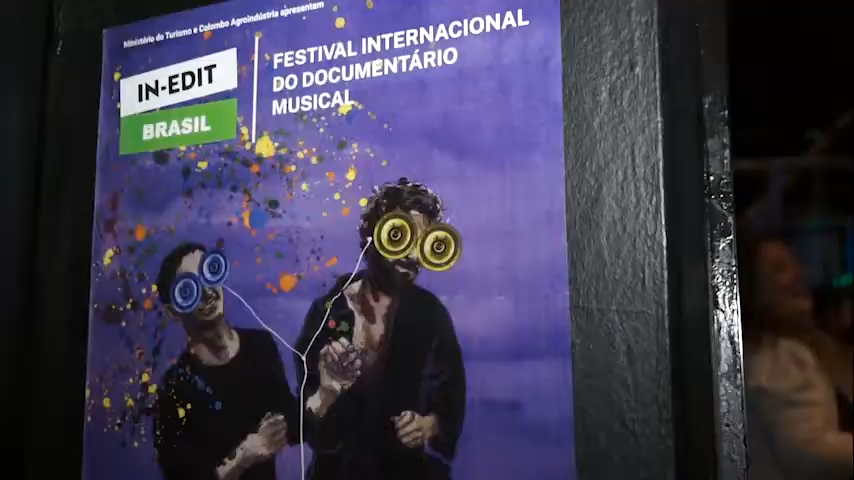 Ministério do Turismo e Colombo Agroindústria apresentam
IN-EDIT
BRASIL
FESTIVAL INTERNACIONAL
DO DOCUMENTÁRIO
MUSICAL